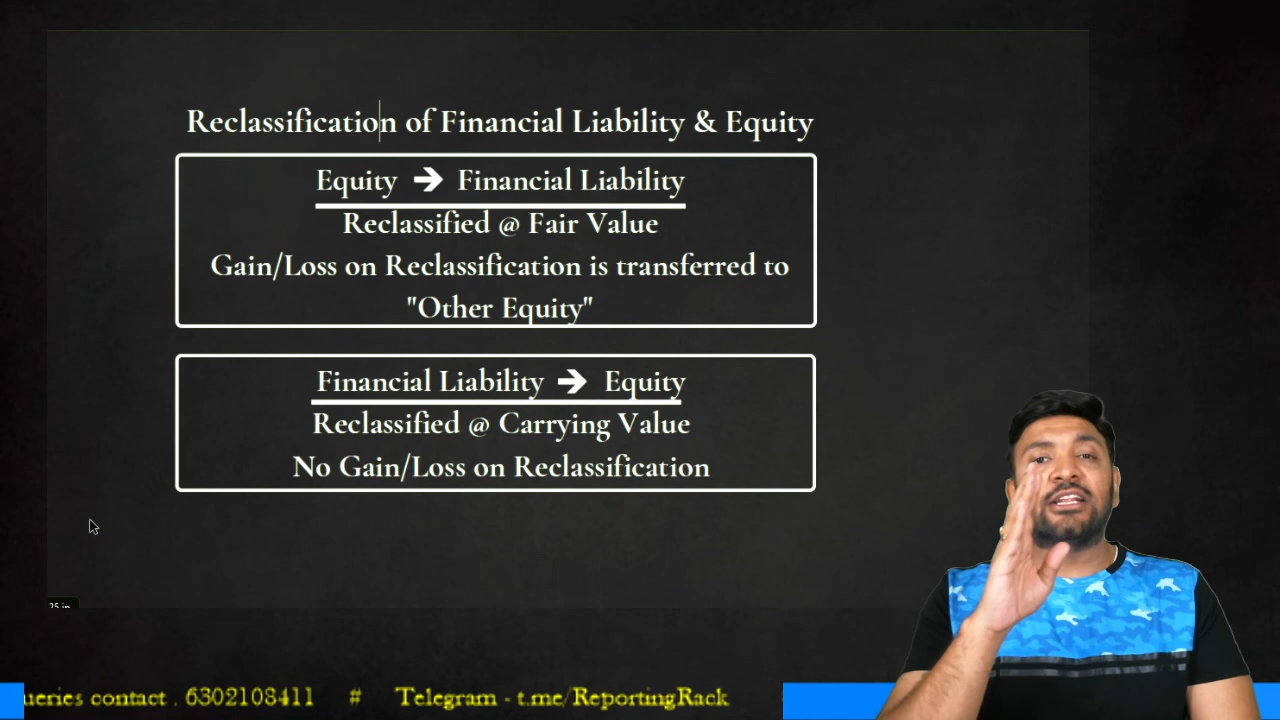 Reclassification of Financial Liability & Equity
Equity ➔ Financial Liability
Reclassified @ Fair Value
Gain/Loss on Reclassification is transferred to
"Other Equity"
Financial Liability ➔ Equity
Reclassified @ Carrying Value
No Gain/Loss on Reclassification
contact . 6302108411 # Telegram - t.me/ReportingRack